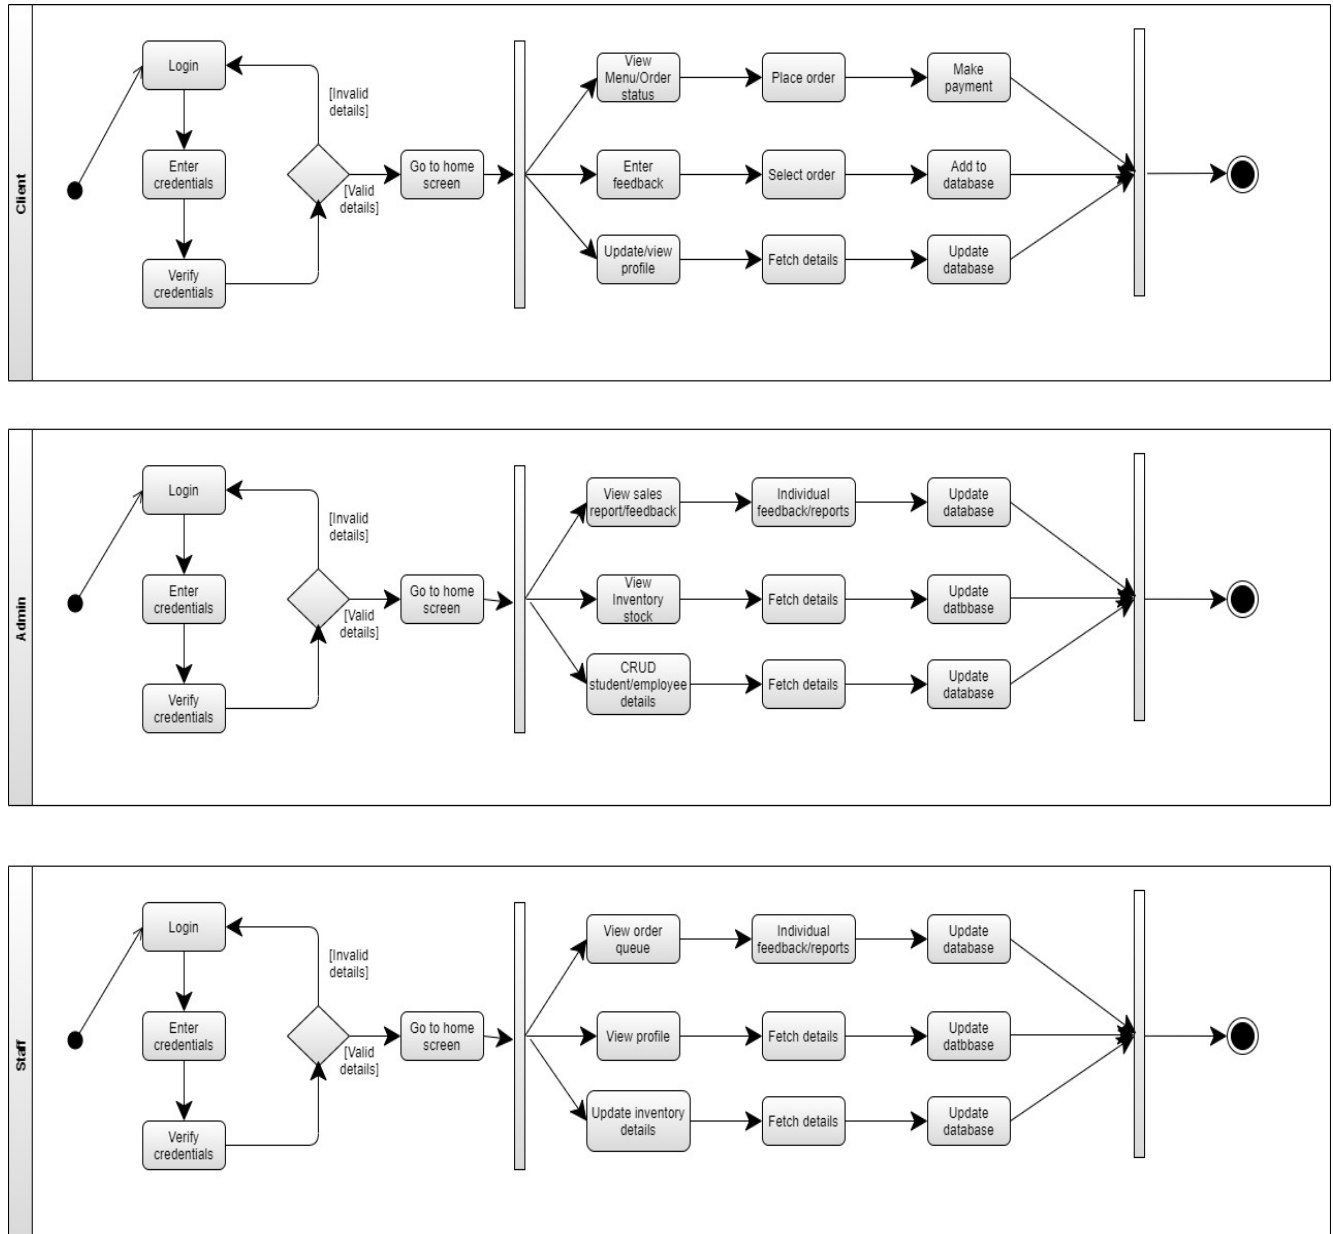 Client
Login
[Invalid
details]
Enter
credentials
Verify
credentials
[Valid
details]
Go to home
screen
View
Menu/Order
status
Place order
Make
payment
Enter
feedback
Select order
Add to
database
Update/view
profile
Fetch details
Update
database
Admin
Login
[Invalid
details]
Enter
credentials
Verify
credentials
[Valid
details]
Go to home
screen
View sales
report/feedback
Individual
feedback/reports
Update
database
View
Inventory
stock
Fetch details
Update
datbbase
CRUD
student/employee
details
Fetch details
Update
database
Staff
Login
[Invalid
details]
Enter
credentials
Verify
credentials
[Valid
details]
Go to home
screen
View order
queue
Individual
feedback/reports
Update
database
View profile
Fetch details
Update
datbbase
Update inventory
details
Fetch details
Update
database